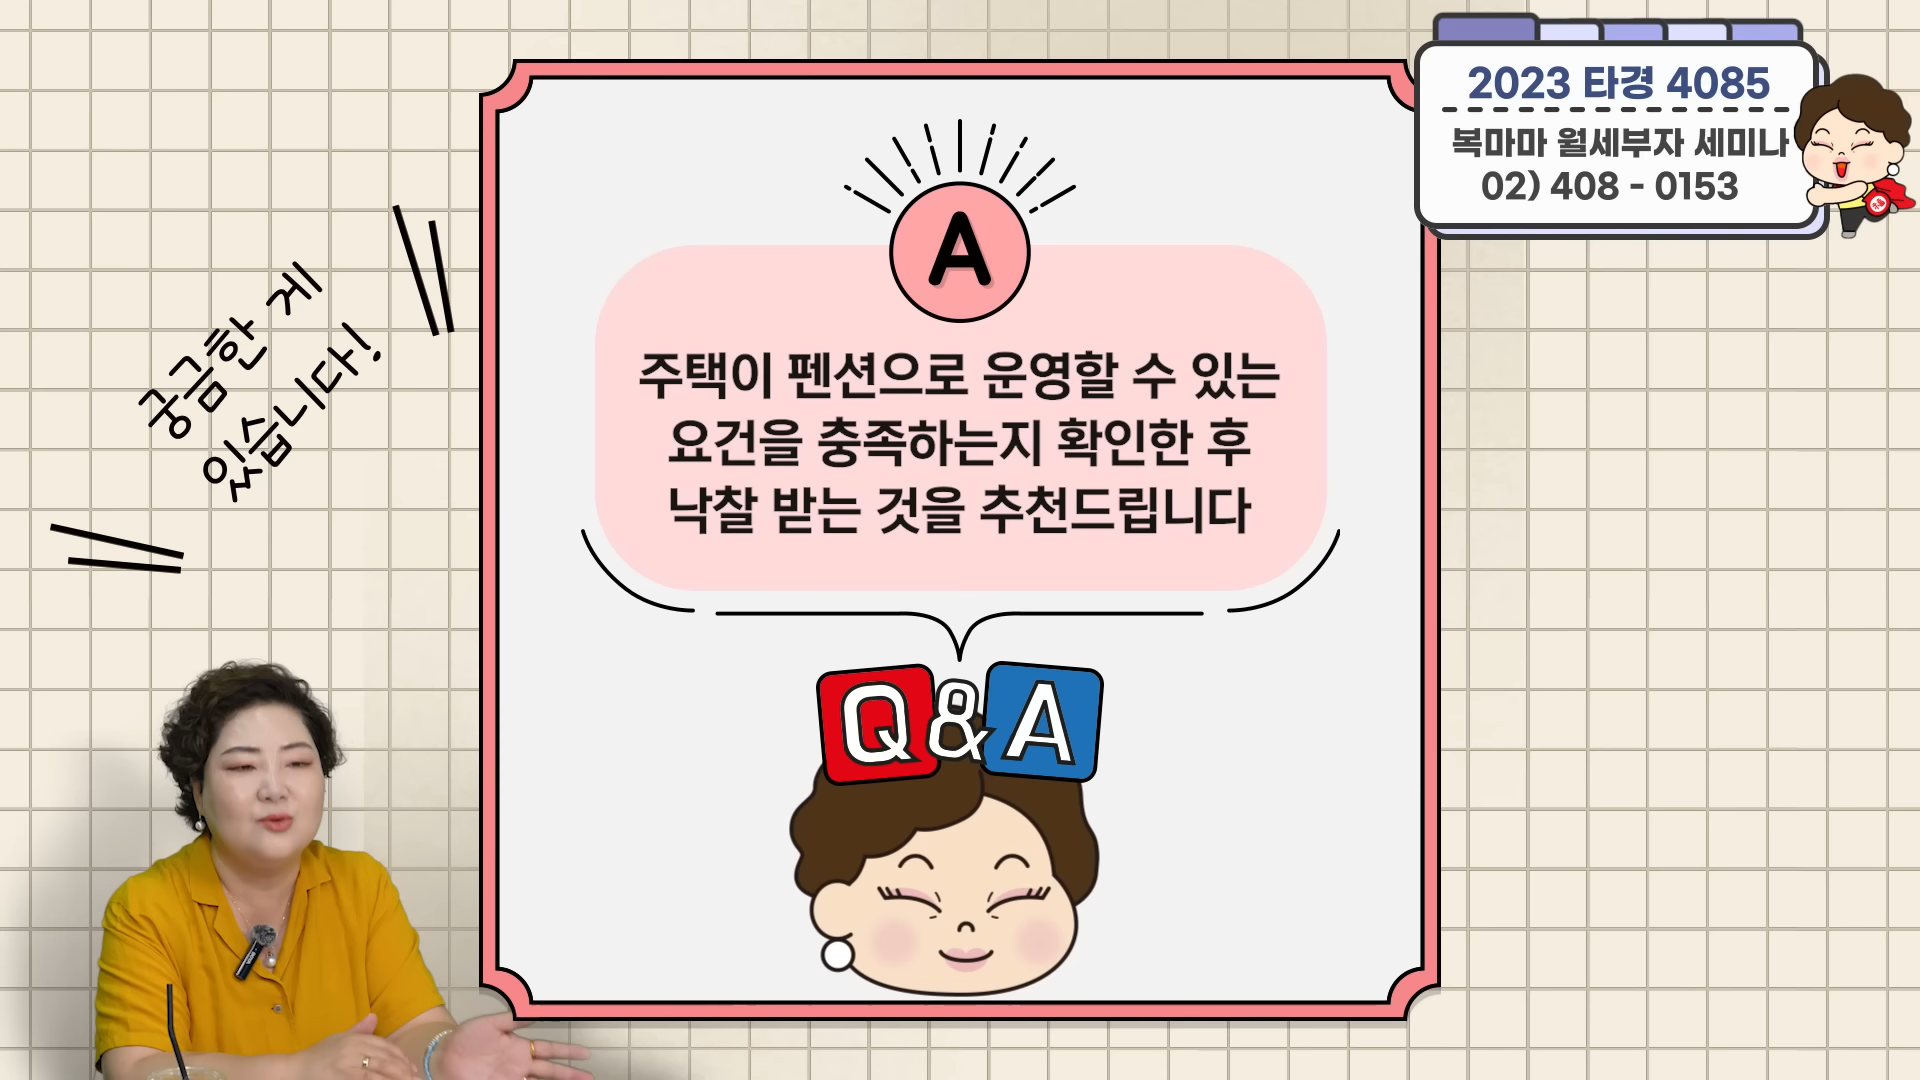 2023 타경 4085
복마마 월세부자 세미나
02) 408 - 0153
궁금한 게
있습니다!
A
주택이 펜션으로 운영할 수 있는
요건을 충족하는지 확인한 후
낙찰 받는 것을 추천드립니다
Q&A